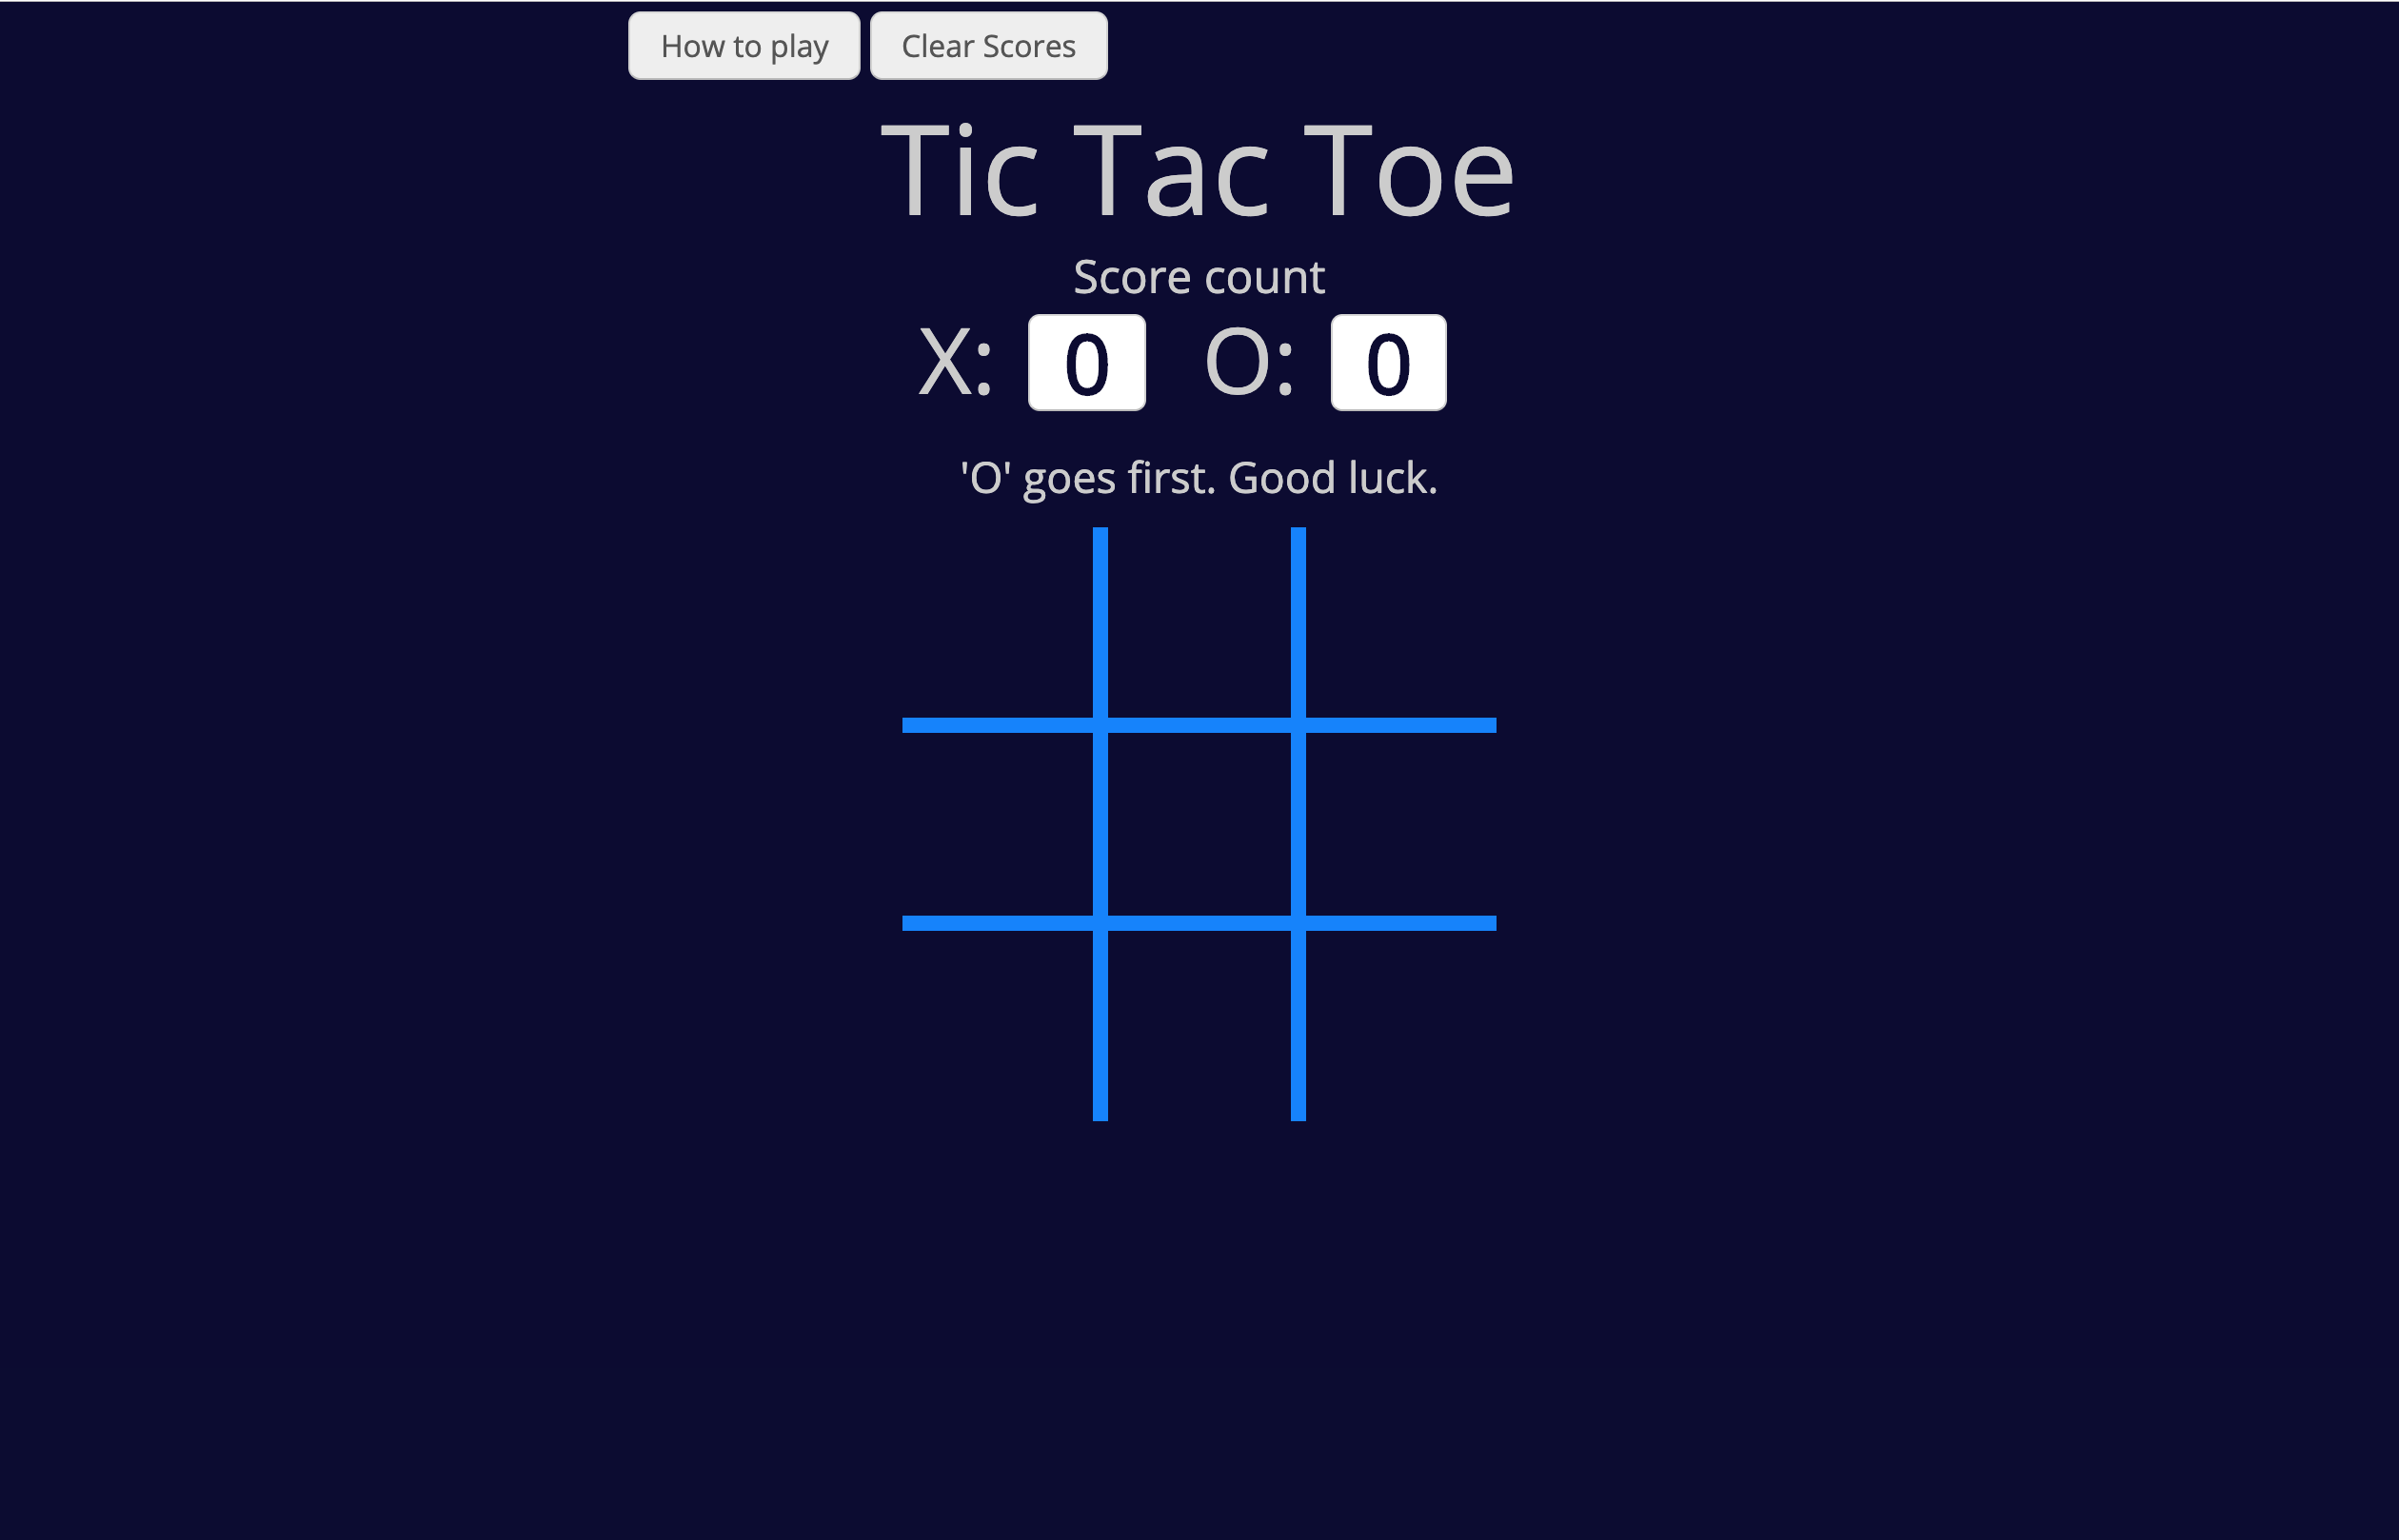 How to play Clear Scores
Tic Tac Toe
Score count
X: 0 O: 0
'O' goes first. Good luck.